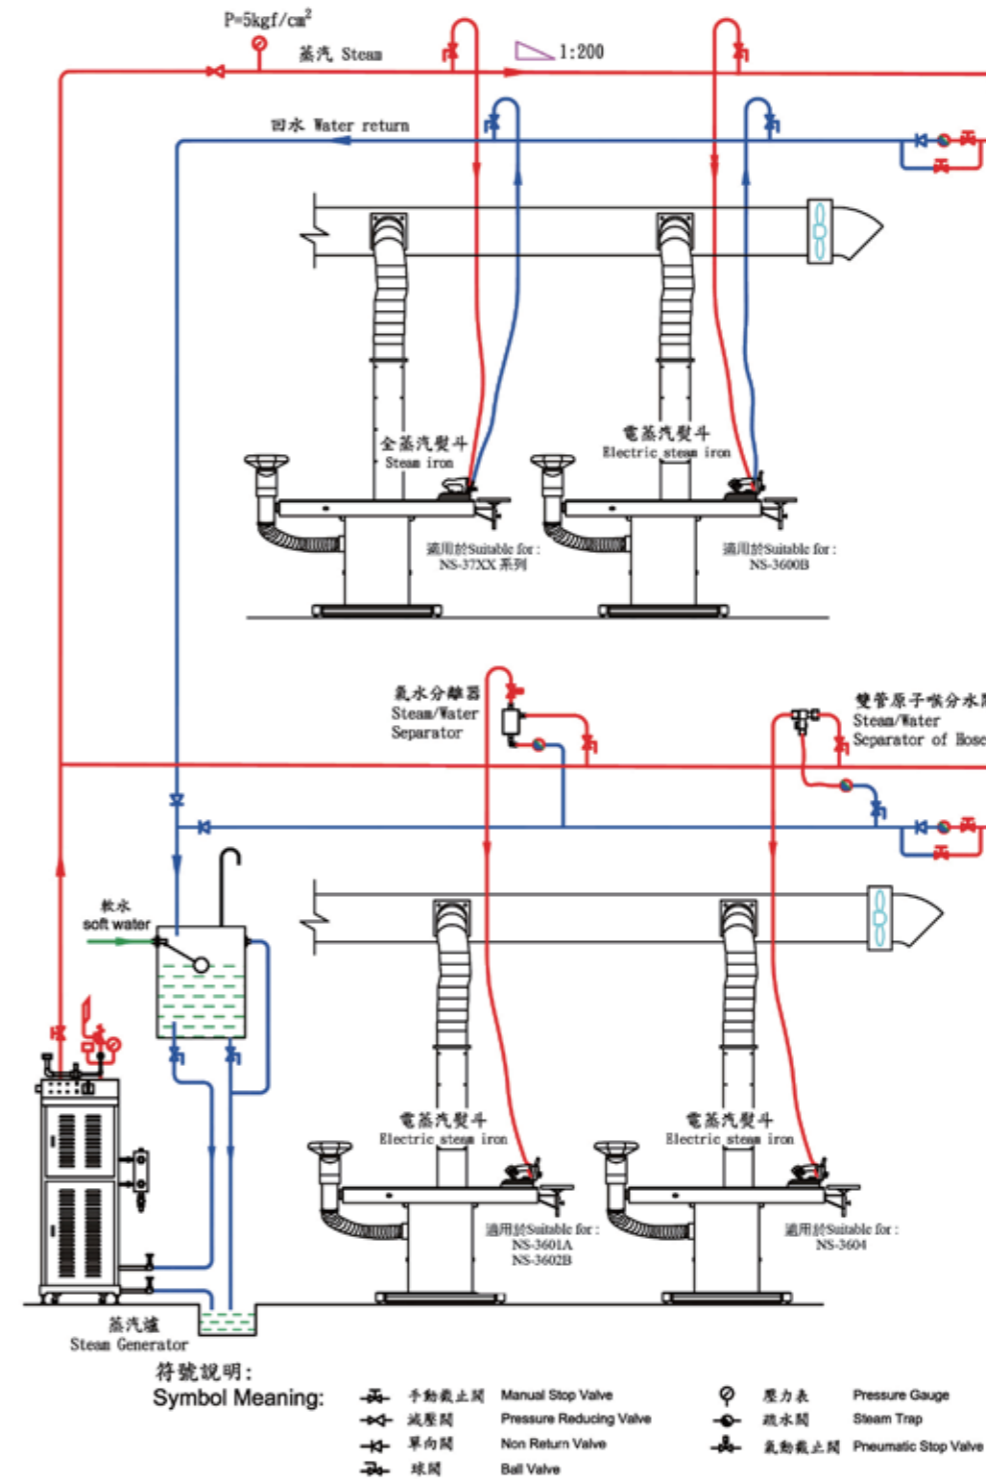 P=5kgf/cm²
蒸汽 Steam
1:200
回水 Water return
全蒸汽熨斗
Steam iron
電蒸汽熨斗
Electric steam iron
適用於Suitable for :
NS-37XX 系列
適用於Suitable for :
NS-3600B
氣水分離器
Steam/Water
Separator
雙管原子喉分水
Steam/Water
Separator of Hose
軟水
soft water
電蒸汽熨斗
Electric steam iron
電蒸汽熨斗
Electric steam iron
適用於Suitable for :
NS-3601A
NS-3602B
適用於Suitable for :
NS-3604
蒸汽爐
Steam Generator
符號說明:
Symbol Meaning:
手動截止閥 Manual Stop Valve
減壓閥 Pressure Reducing Valve
單向閥 Non Return Valve
球閥 Ball Valve
壓力表 Pressure Gauge
疏水閥 Steam Trap
氣動截止閥 Pneumatic Stop Valve